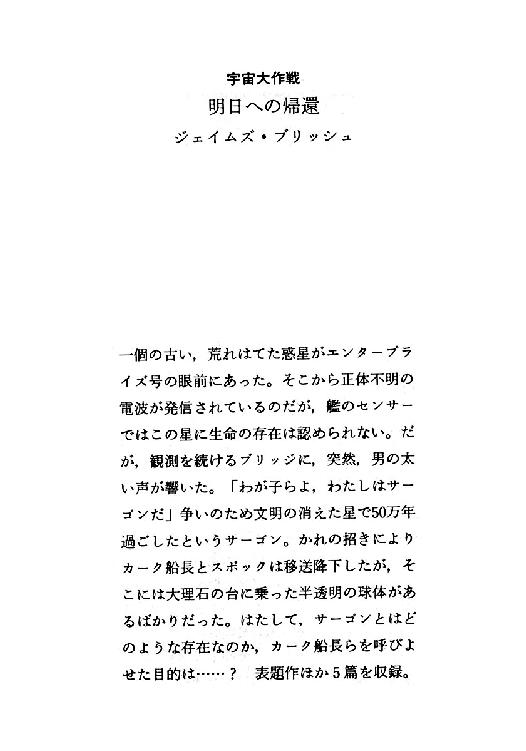 宇宙大作戦
明日への帰還
ジェイムズ・ブリッシュ
一個の古い，荒れはてた惑星がエンタープラ
イズ号の眼前にあった。そこから正体不明の
電波が発信されているのだが，艦のセンサー
ではこの星に生命の存在は認められない。だ
が，観測を続けるブリッジに，突然，男の太
い声が響いた。「わが子らよ，わたしはサー
ゴンだ」争いのため文明の消えた星で50万年
過ごしたというサーゴン。かれの招きにより
カーク船長とスポックは移送降下したが，そ
こには大理石の台に乗った半透明の球体があ
るばかりだった。はたして，サーゴンとはど
のような存在なのか，カーク船長らを呼びよ
せた目的は……？　表題作ほか5篇を収録。